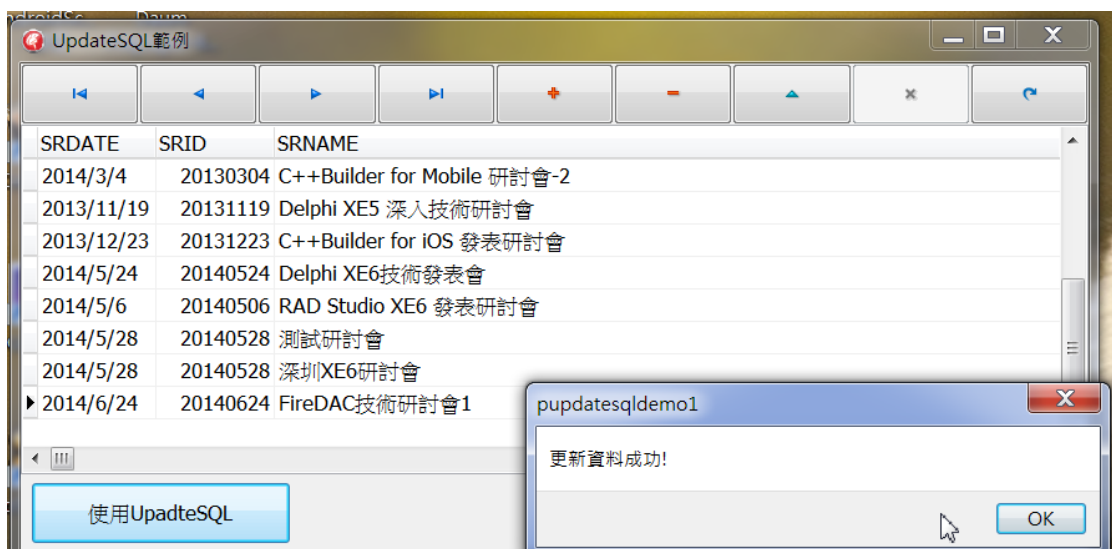 UpdateSQL範例
SRDATE SRID SRNAME
2014/3/4 20130304 C++Builder for Mobile 研討會-2
2013/11/19 20131119 Delphi XE5 深入技術研討會
2013/12/23 20131223 C++Builder for iOS 發表研討會
2014/5/24 20140524 Delphi XE6技術發表會
2014/5/6 20140506 RAD Studio XE6 發表研討會
2014/5/28 20140528 測試研討會
2014/5/28 20140528 深圳XE6研討會
2014/6/24 20140624 FireDAC技術研討會1
pupdatesqldemo1
更新資料成功!
使用UpadteSQL
OK